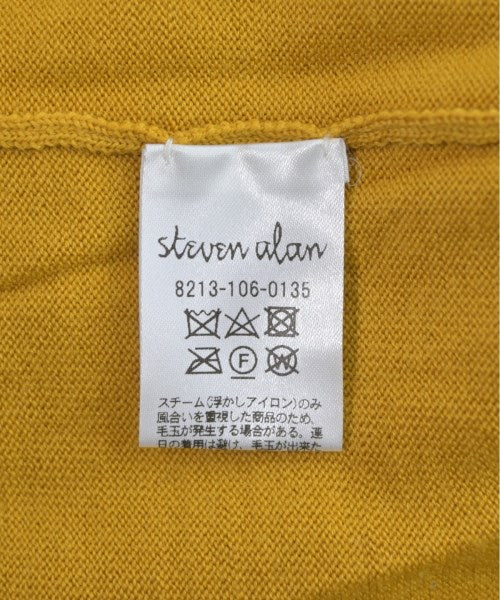 steven alan
8213-106-0135
F W
スチーム(浮かしアイロン)のみ
風合いを重視した商品のため、
毛玉が発生する場合がある。連
日の着用は避け、毛玉が出来た